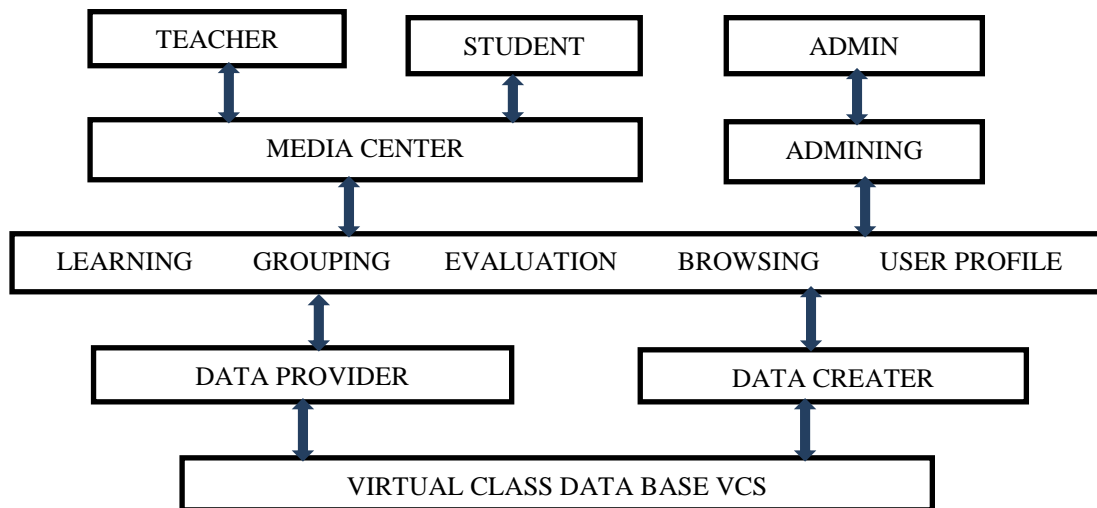 TEACHER
STUDENT
ADMIN
MEDIA CENTER
ADMINING
LEARNING GROUPING EVALUATION BROWSING USER PROFILE
DATA PROVIDER
DATA CREATER
VIRTUAL CLASS DATA BASE VCS